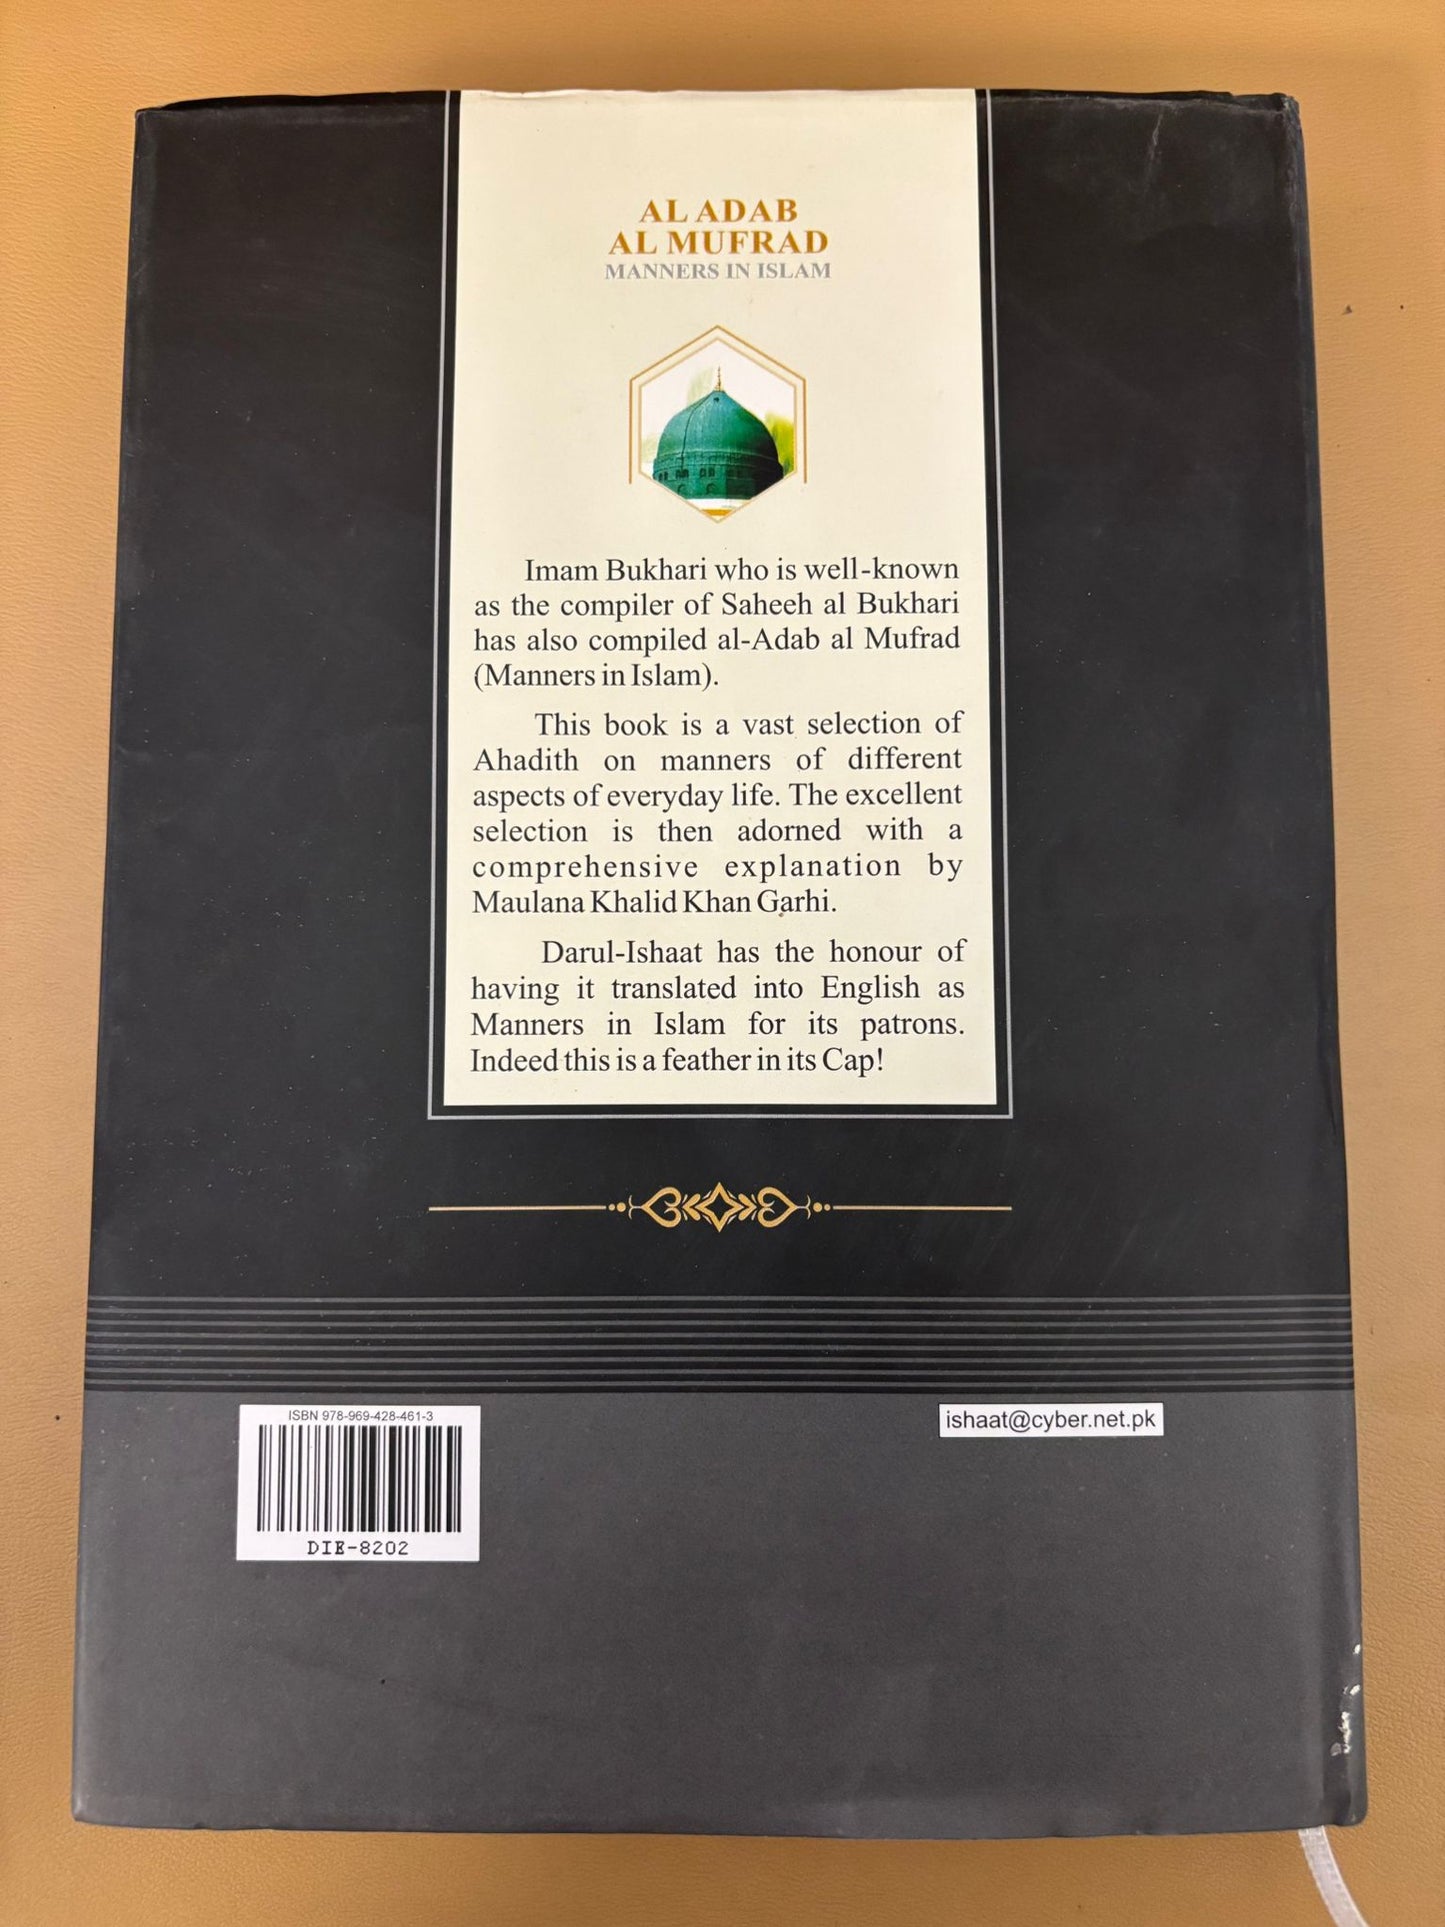 AL ADAB
AL MUFRAD
MANNERS IN ISLAM
Imam Bukhari who is well-known
as the compiler of Saheeh al Bukhari
has also compiled al-Adab al Mufrad
(Manners in Islam).
This book is a vast selection of
Ahadith on manners of different
aspects of everyday life. The excellent
selection is then adorned with a
comprehensive explanation by
Maulana Khalid Khan Garhi.
Darul-Ishaat has the honour of
having it translated into English as
Manners in Islam for its patrons.
Indeed this is a feather in its Cap!
ISBN 978-969-428-461-3
DIE-8202
ishaat@cyber.net.pk